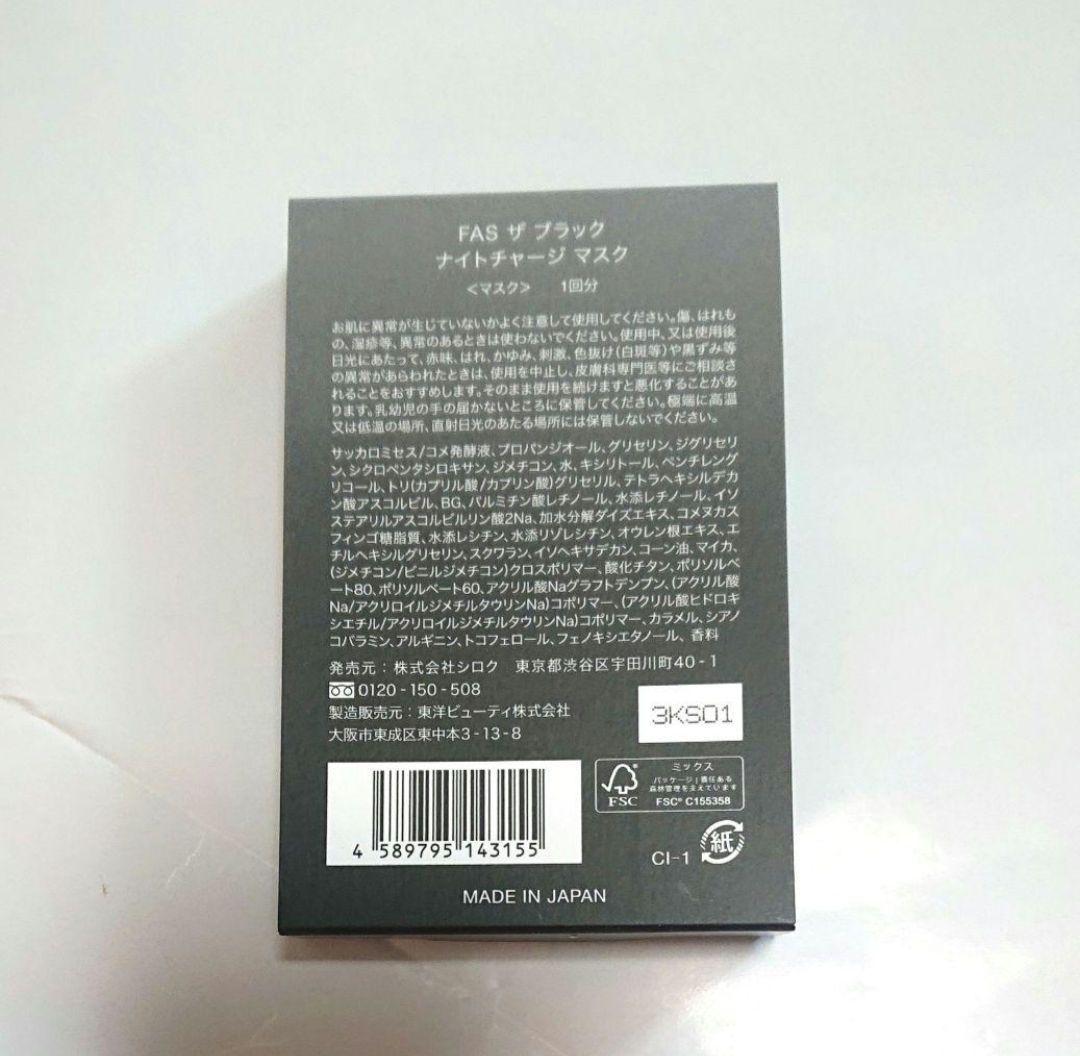 FAS ザ ブラック
ナイトチャージ マスク
<マスク> 1回分
お肌に異常が生じていないかよく注意して使用してください。傷、はれも
の、湿疹等、異常のあるときは使わないでください。使用中、又は使用後
日光にあたって、赤味、はれ、かゆみ、刺激、色抜け(白斑等)や黒ずみ等
の異常があらわれたときは、使用を中止し、皮膚科専門医等にご相談さ
れることをおすすめします。そのまま使用を続けますと悪化することがあ
ります。乳幼児の手の届かないところに保管してください。極端に高温
又は低温の場所、直射日光のあたる場所には保管しないでください。
サッカロミセス/コメ発酵液、プロパンジオール、グリセリン、ジグリセリ
ン、シクロペンタシロキサン、ジメチコン、水、キシリトール、ペンチレング
リコール、トリ(カプリル酸/カプリン酸)グリセリル、テトラヘキシルデカ
ン酸アスコルビル、BG、パルミチン酸レチノール、水添レチノール、イソ
ステアリルアスコルビルリン酸2Na、加水分解ダイズエキス、コメヌカス
フィンゴ糖脂質、水添レシチン、水添リゾレシチン、オウレン根エキス、エ
チルヘキシルグリセリン、スクワラン、イソヘキサデカン、コーン油、マイカ、
(ジメチコン/ビニルジメチコン)クロスポリマー、酸化チタン、ポリソルベ
ート80、ポリソルベート60、アクリル酸Naグラフトデンプン、(アクリル酸
Na/アクリロイルジメチルタウリンNa)コポリマー、(アクリル酸ヒドロキ
シエチル/アクリロイルジメチルタウリンNa)コポリマー、カラメル、シアノ
コバラミン、アルギニン、トコフェロール、フェノキシエタノール、香料
発売元:株式会社シロク 東京都渋谷区宇田川町40-1
0120-150-508
製造販売元:東洋ビューティ株式会社
大阪市東成区東中本3-13-8
3KS01
ミックス
パッケージ|責任ある
森林管理を支えています
FSC
FSC® C155358
4 589795 143155
CI-1
紙
MADE IN JAPAN